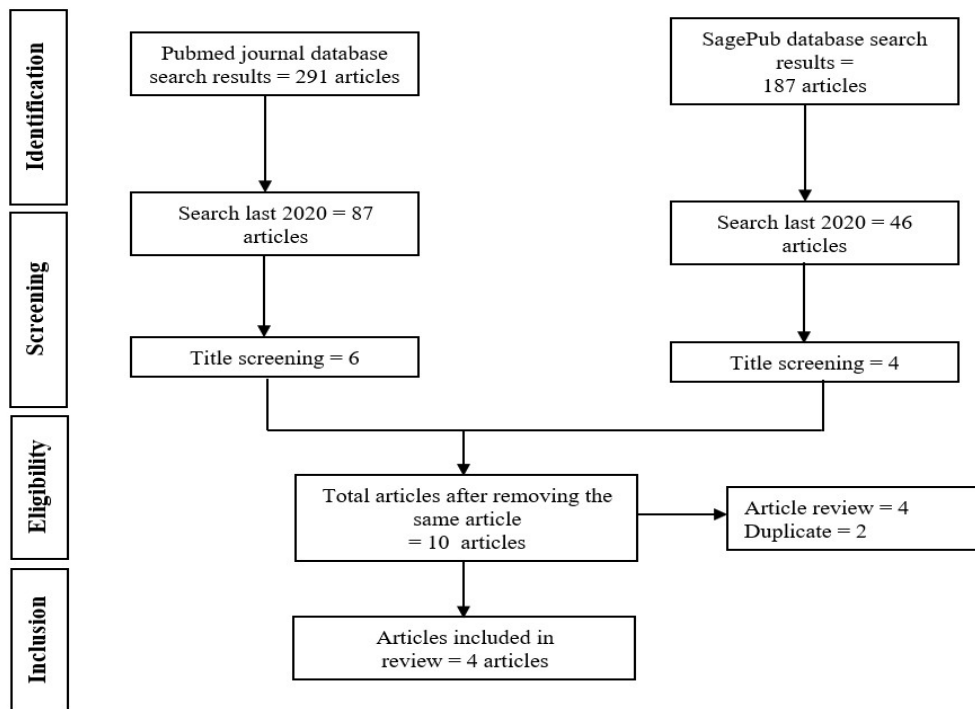 Identification
Pubmed journal database
search results = 291 articles
SagePub database search
results =
187 articles
Screening
Search last 2020 = 87
articles
Search last 2020 = 46
articles
Title screening = 6
Title screening = 4
Eligibility
Total articles after removing the
same article
= 10 articles
Article review = 4
Duplicate = 2
Inclusion
Articles included in
review = 4 articles